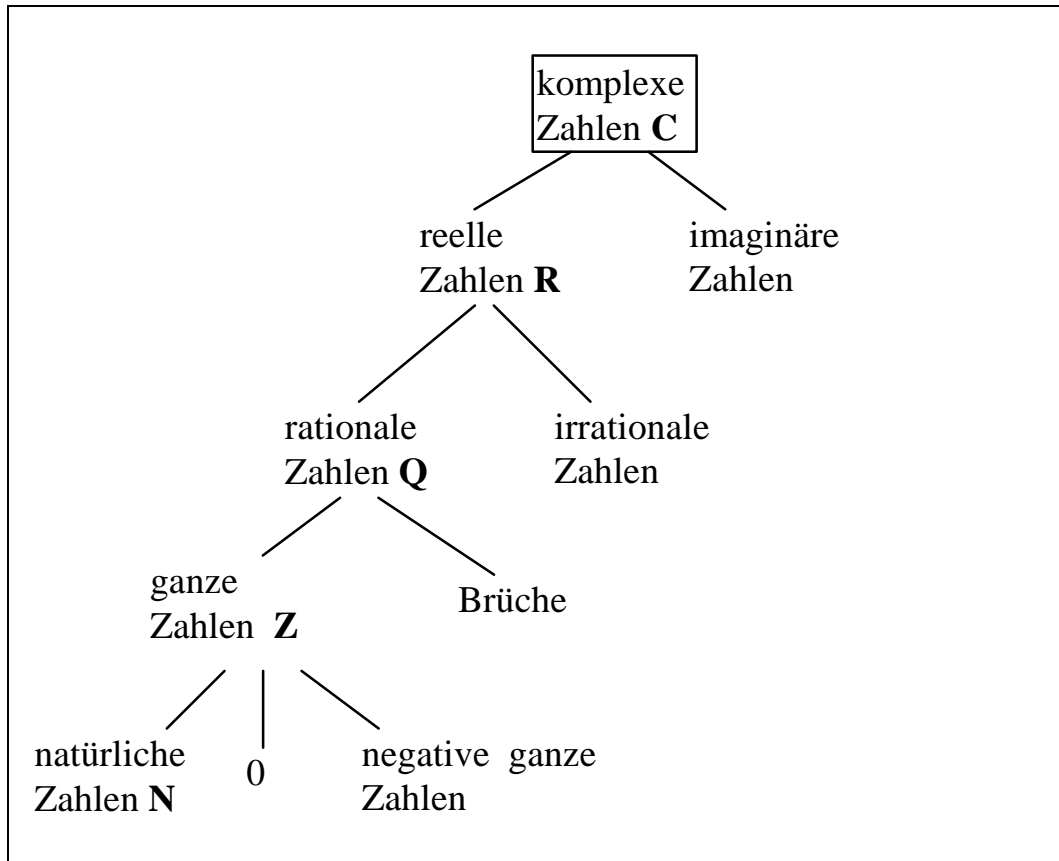 komplexe
Zahlen C
reelle
Zahlen R
imaginäre
Zahlen
rationale
Zahlen Q
irrationale
Zahlen
ganze
Zahlen Z
Brüche
natürliche
Zahlen N
0
negative ganze
Zahlen